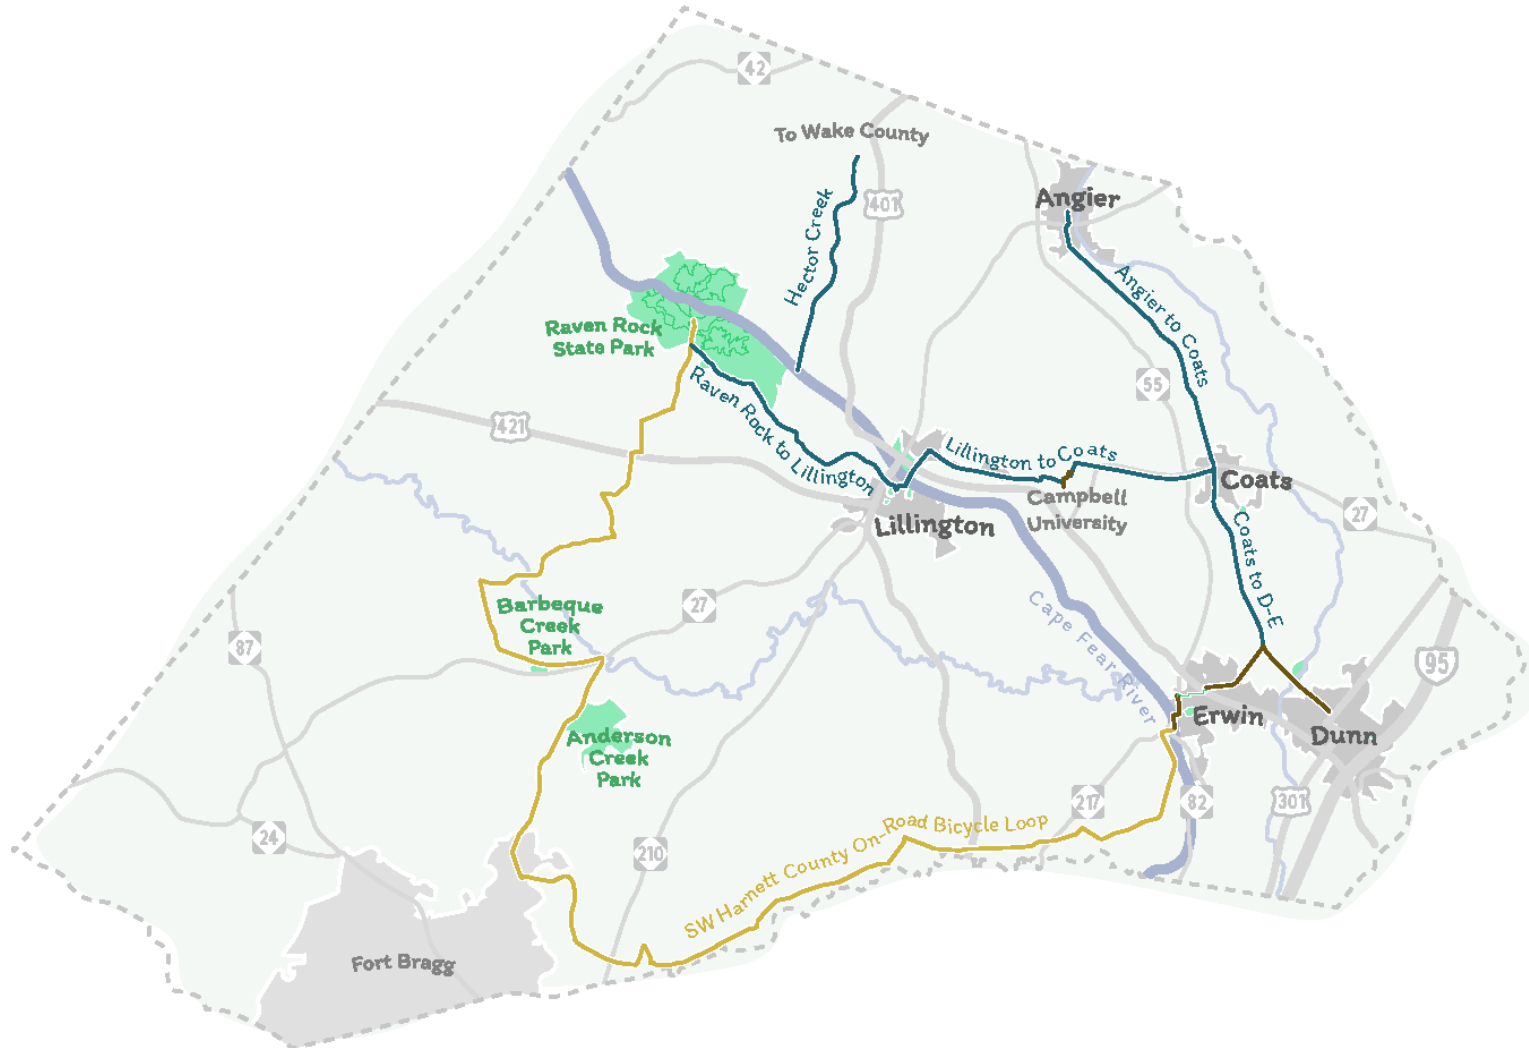 42
To Wake County
401
Angier
Hector Creek
Angier to Coats
Raven Rock
State Park
55
Raven Rock to Lillington
421
Lillington to Coats
Coats
Campbell
University
Lillington
27
Coats to D-E
Barbeque
Creek
Park
27
Cape Fear River
87
95
Erwin
Dunn
Anderson
Creek
Park
217
82
301
24
210
SW Harnett County On-Road Bicycle Loop
Fort Bragg